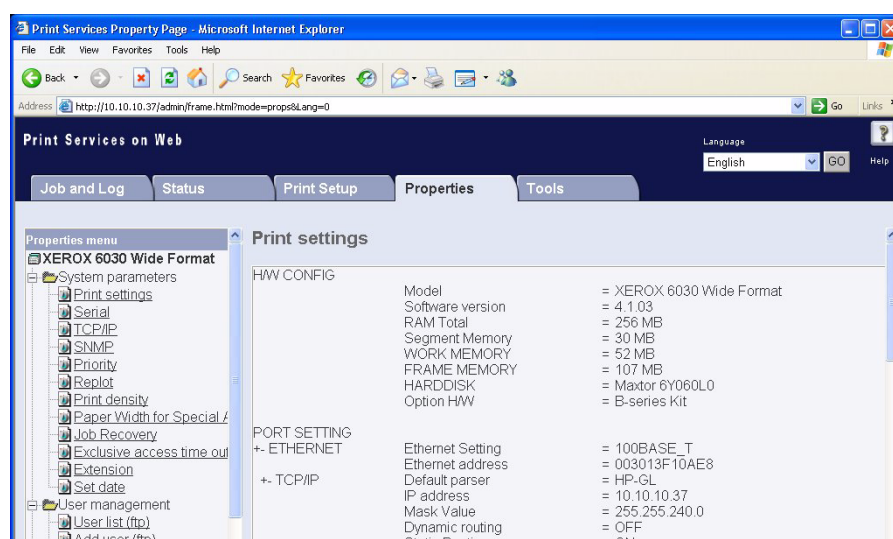 Print Services Property Page - Microsoft Internet Explorer
File Edit View Favorites Tools Help
Back Search Favorites
Address http://10.10.10.37/admin/frame.html?mode=props&Lang=0 Go Links
Print Services on Web
Language
English GO Help
Job and Log Status Print Setup Properties Tools
Properties menu
XEROX 6030 Wide Format
System parameters
Print settings
Serial
TCP/IP
SNMP
Priority
Replot
Print density
Paper Width for Special
Job Recovery
Exclusive access time out
Extension
Set date
User management
User list (ftp)
Add user (ftp)
Print settings
H/W CONFIG
Model = XEROX 6030 Wide Format
Software version = 4.1.03
RAM Total = 256 MB
Segment Memory = 30 MB
WORK MEMORY = 52 MB
FRAME MEMORY = 107 MB
HARDDISK = Maxtor 6Y060L0
Option H/W = B-series Kit
PORT SETTING
+- ETHERNET Ethernet Setting = 100BASE_T
Ethernet address = 003013F10AE8
+- TCP/IP Default parser = HP-GL
IP address = 10.10.10.37
Mask Value = 255.255.240.0
Dynamic routing = OFF